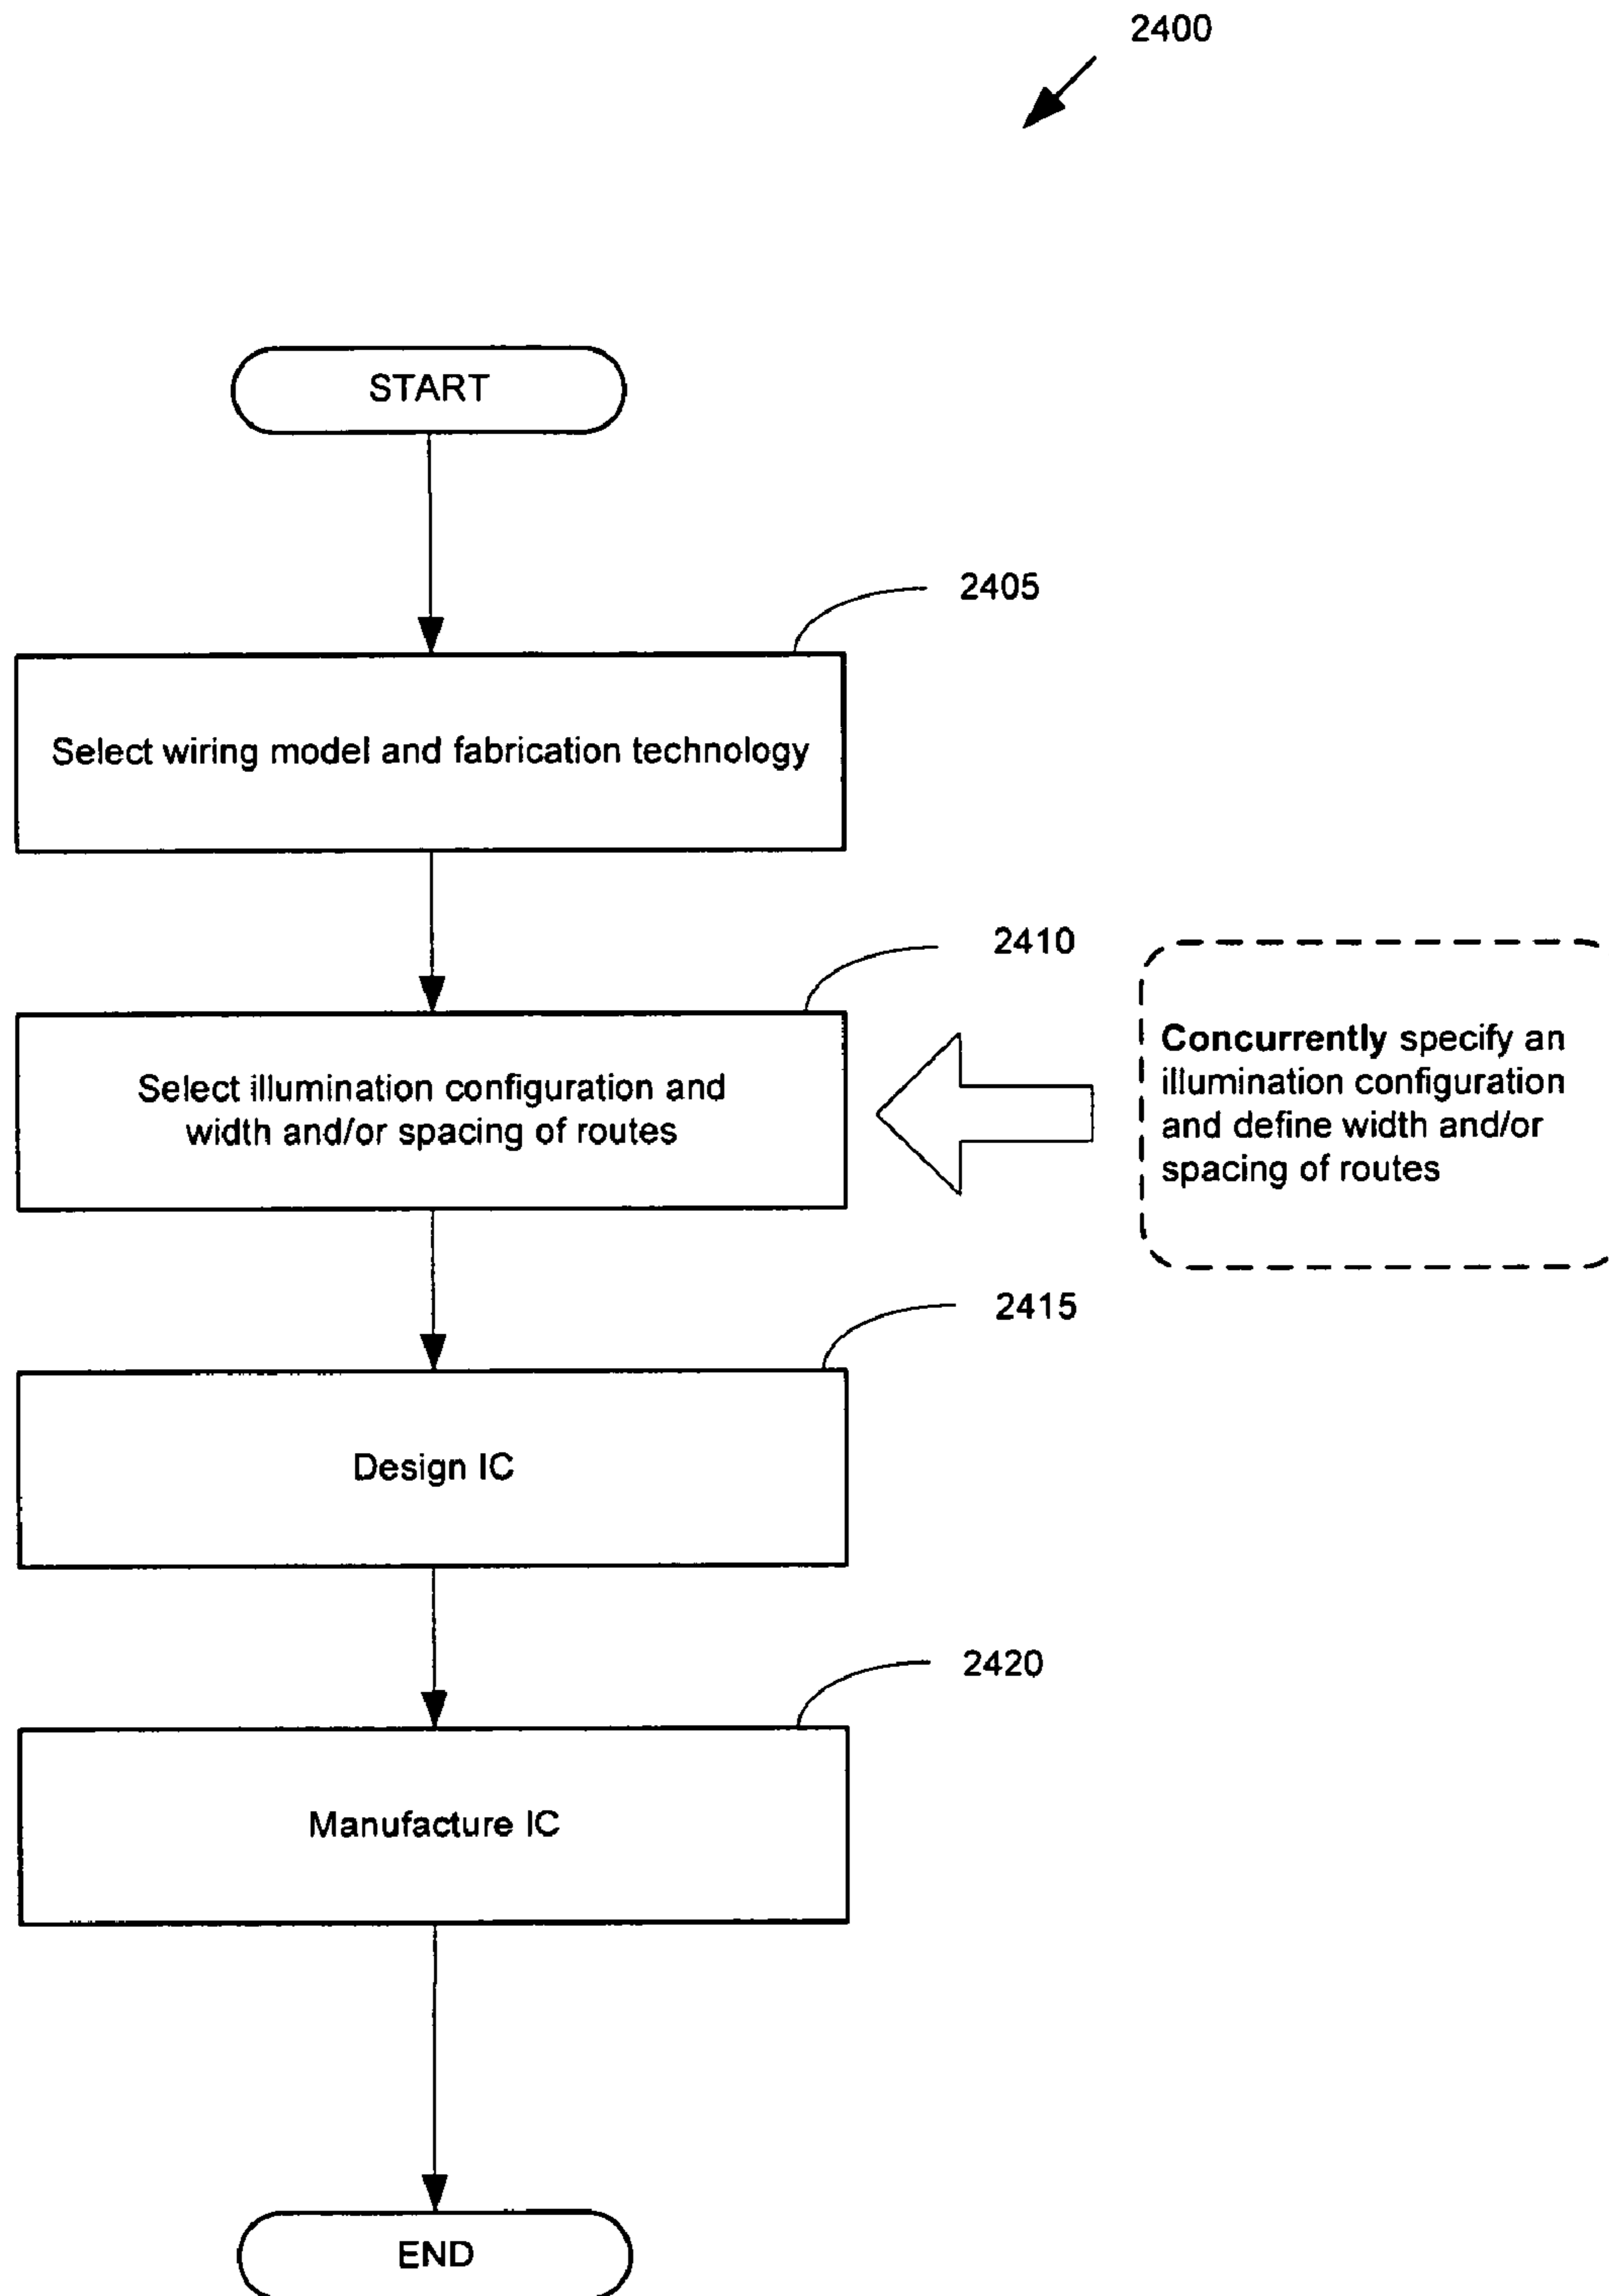 2400
START
2405
Select wiring model and fabrication technology
2410
Select illumination configuration and
width and/or spacing of routes
Concurrently specify an
illumination configuration
and define width and/or
spacing of routes
2415
Design IC
2420
Manufacture IC
END